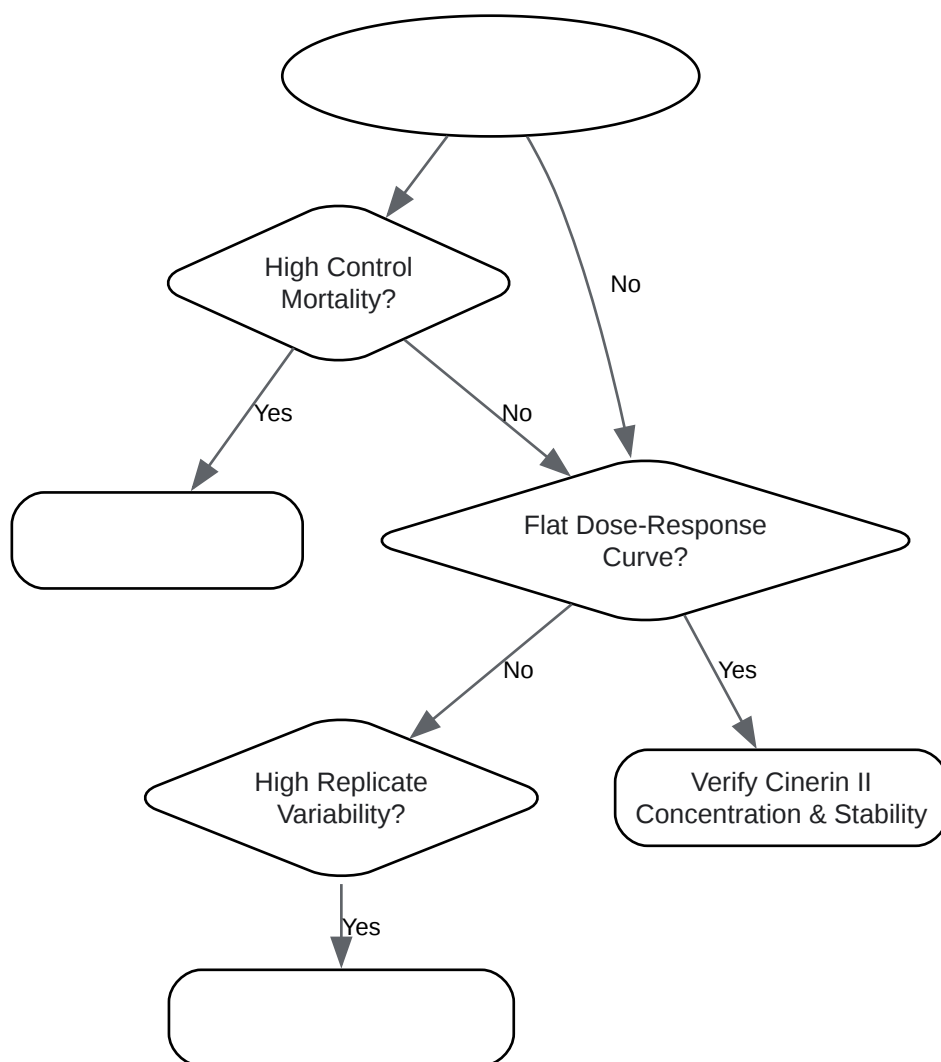 High Control
Mortality?
No
Yes
No
Flat Dose-Response
Curve?
No
Yes
High Replicate
Variability?
Verify Cinerin II
Concentration & Stability
Yes